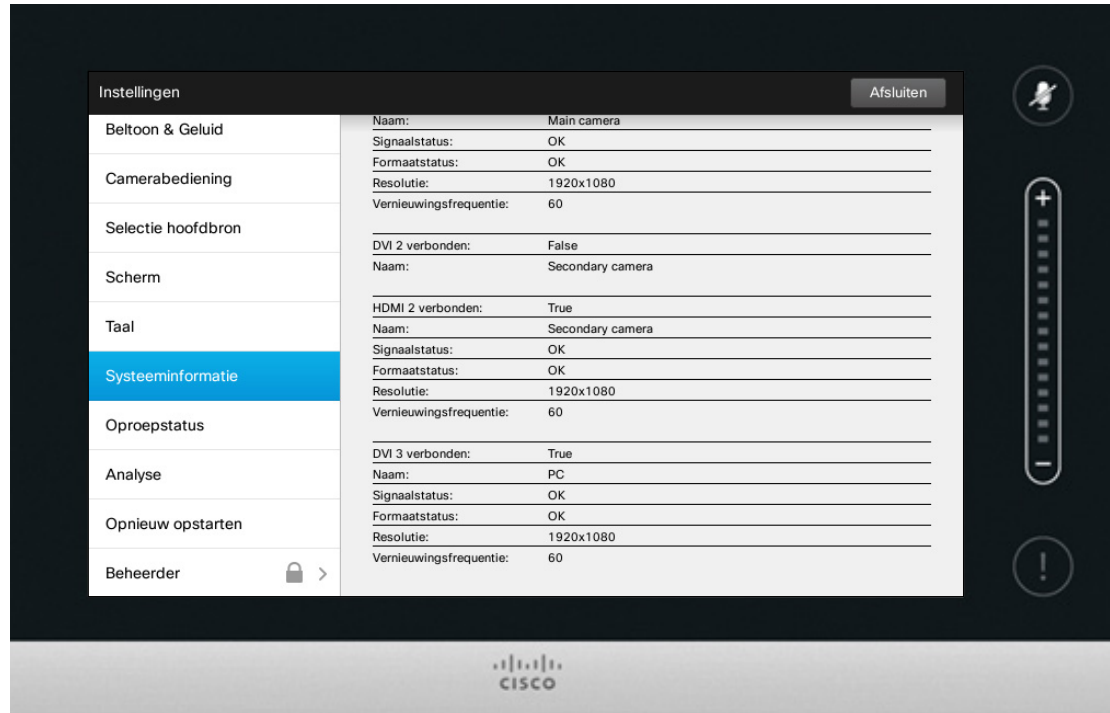 Instellingen
Afsluiten
Beltoon & Geluid
Camerabediening
Selectie hoofdbron
Scherm
Taal
Systeeminformatie
Oproepstatus
Analyse
Opnieuw opstarten
Beheerder
Naam: Main camera
Signaalstatus: OK
Formaatstatus: OK
Resolutie: 1920x1080
Vernieuwingsfrequentie: 60
DVI 2 verbonden: False
Naam: Secondary camera
HDMI 2 verbonden: True
Naam: Secondary camera
Signaalstatus: OK
Formaatstatus: OK
Resolutie: 1920x1080
Vernieuwingsfrequentie: 60
DVI 3 verbonden: True
Naam: PC
Signaalstatus: OK
Formaatstatus: OK
Resolutie: 1920x1080
Vernieuwingsfrequentie: 60
+
−
!
CISCO